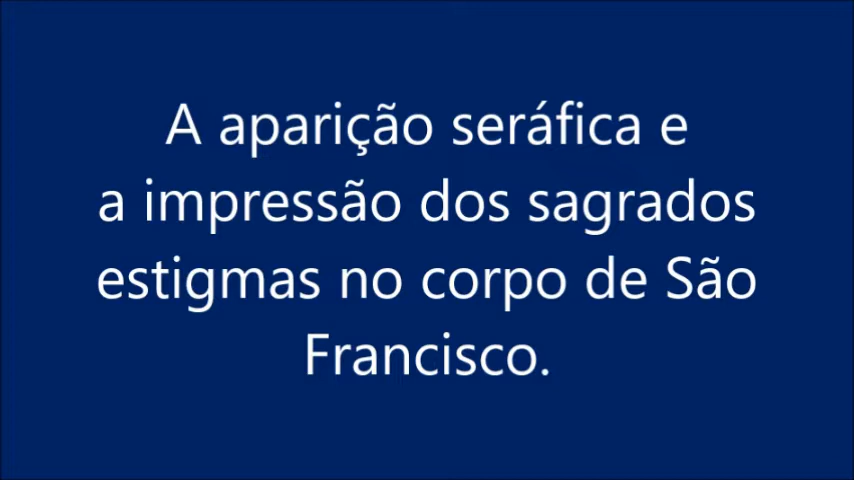 A aparição seráfica e
a impressão dos sagrados
estigmas no corpo de São
Francisco.